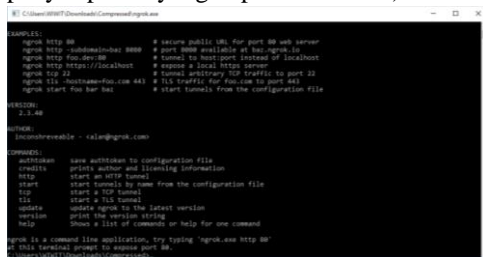 C:\Users\WIWIT\Downloads\Compressed\ngrok.exe
EXAMPLES:
ngrok http 80 # secure public URL for port 80 web server
ngrok http -subdomain=baz 8080 # port 8080 available at baz.ngrok.io
ngrok http foo.dev:80 # tunnel to host:port instead of localhost
ngrok http https://localhost # expose a local https server
ngrok tcp 22 # tunnel arbitrary TCP traffic to port 22
ngrok tls -hostname=foo.com 443 # TLS traffic for foo.com to port 443
ngrok start foo bar baz # start tunnels from the configuration file
VERSION:
2.3.40
AUTHOR:
inconshreveable - <alan@ngrok.com>
COMMANDS:
authtoken save authtoken to configuration file
credits prints author and licensing information
http start an HTTP tunnel
start start tunnels by name from the configuration file
tcp start a TCP tunnel
tls start a TLS tunnel
update update ngrok to the latest version
version print the version string
help Shows a list of commands or help for one command
ngrok is a command line application, try typing 'ngrok.exe http 80'
at this terminal prompt to expose port 80.
C:\Users\WIWIT\Downloads\Compressed>